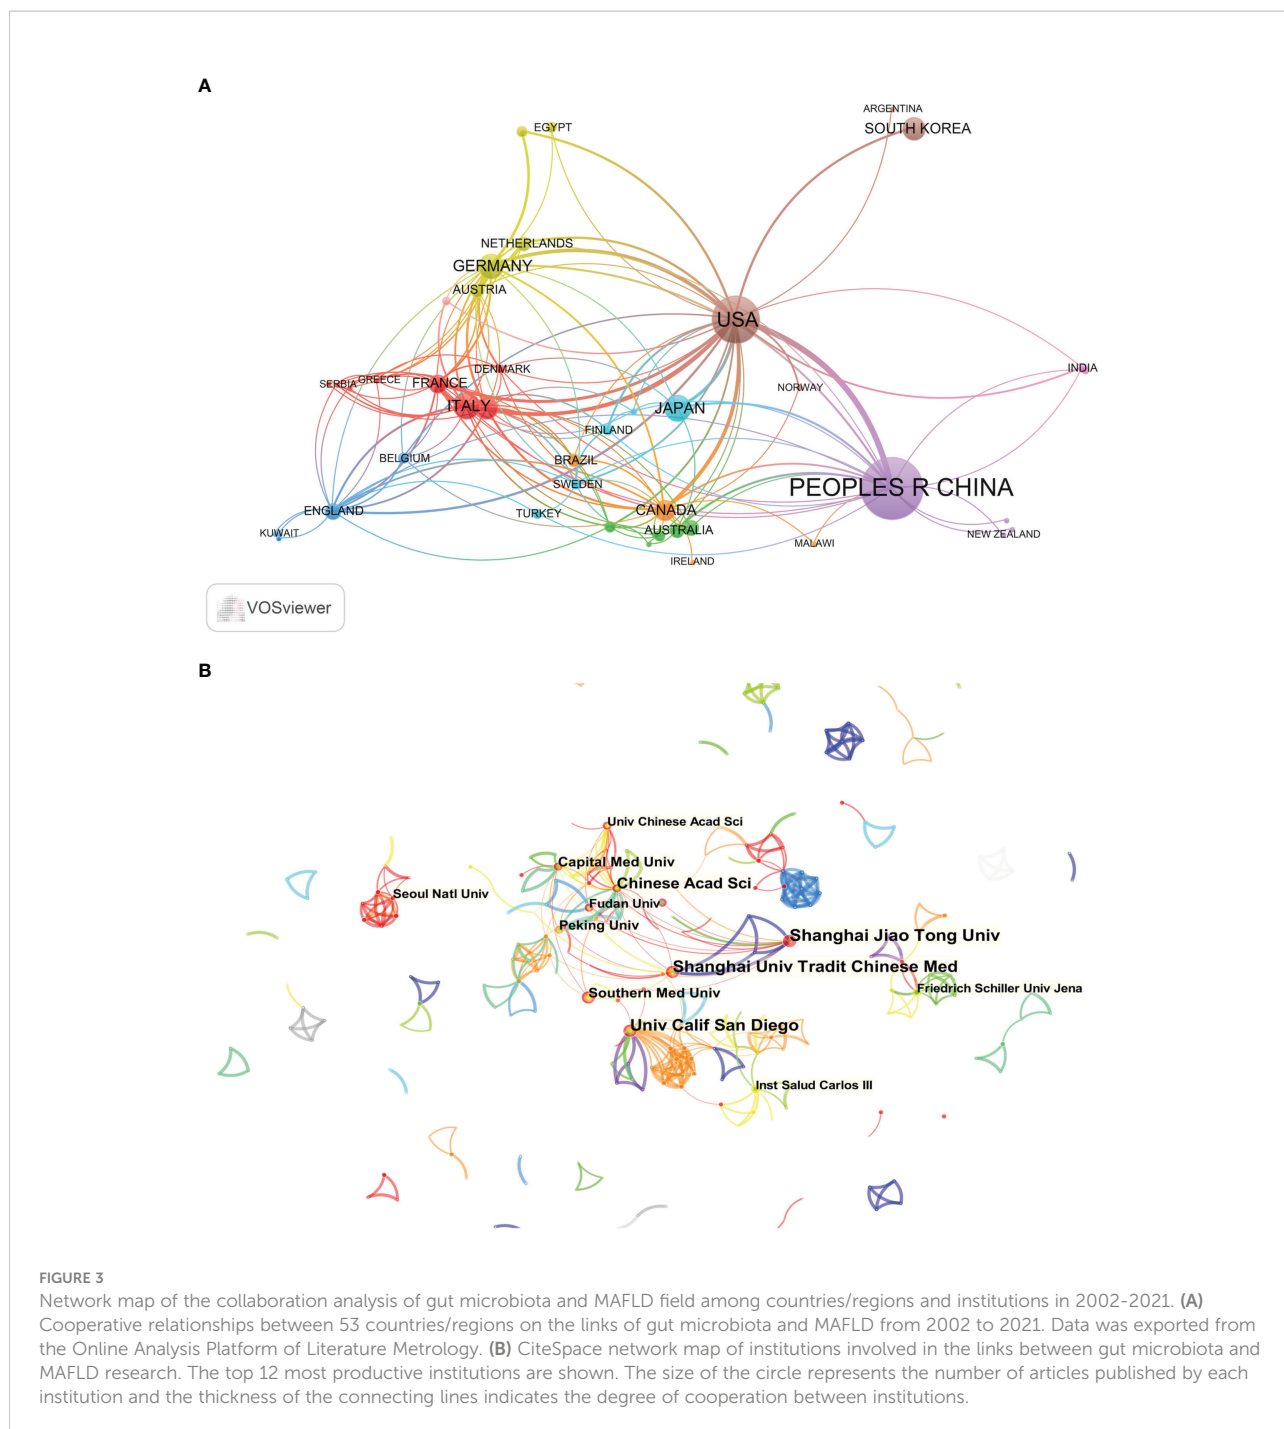 A
ARGENTINA
SOUTH KOREA
EGYPT
NETHERLANDS
GERMANY
AUSTRIA
USA
DENMARK
SERBIA
GREECE
FRANCE
INDIA
NORWAY
ITALY
JAPAN
FINLAND
BELGIUM
BRAZIL
SWEDEN
PEOPLES R CHINA
ENGLAND
TURKEY
CANADA
KUWAIT
AUSTRALIA
NEW ZEALAND
MALAWI
IRELAND
VOSviewer
B
Univ Chinese Acad Sci
Capital Med Univ
Chinese Acad Sci
Seoul Natl Univ
Fudan Univ
Peking Univ
Shanghai Jiao Tong Univ
Shanghai Univ Tradit Chinese Med
Friedrich Schiller Univ Jena
Southern Med Univ
Univ Calif San Diego
Inst Salud Carlos III
FIGURE 3
Network map of the collaboration analysis of gut microbiota and MAFLD field among countries/regions and institutions in 2002-2021. (A)
Cooperative relationships between 53 countries/regions on the links of gut microbiota and MAFLD from 2002 to 2021. Data was exported from
the Online Analysis Platform of Literature Metrology. (B) CiteSpace network map of institutions involved in the links between gut microbiota and
MAFLD research. The top 12 most productive institutions are shown. The size of the circle represents the number of articles published by each
institution and the thickness of the connecting lines indicates the degree of cooperation between institutions.